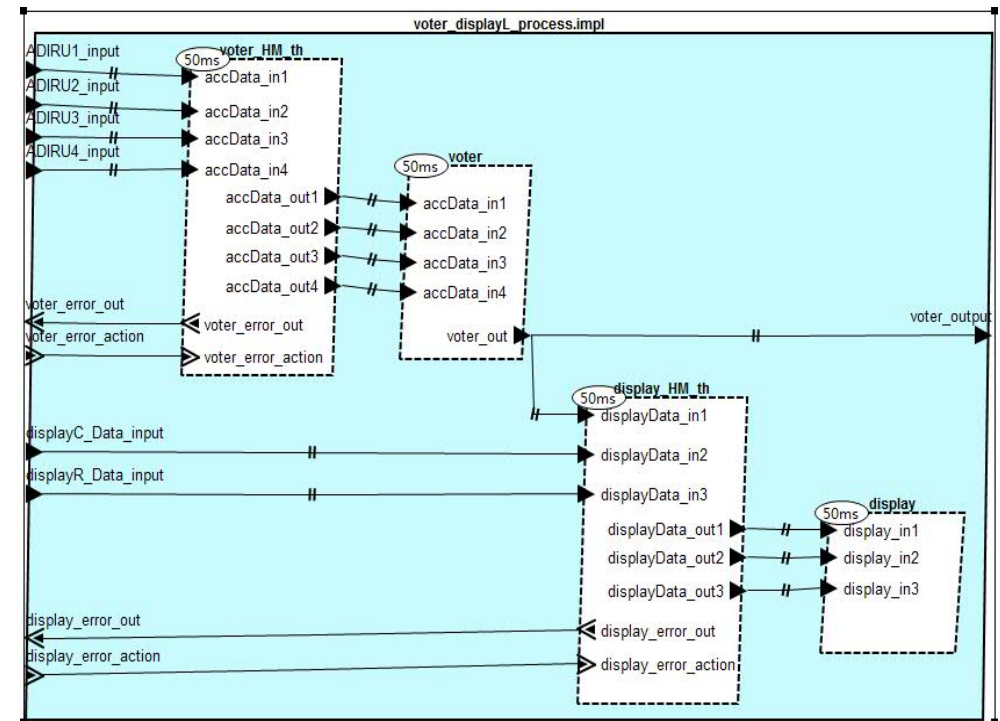 voter_displayL_process.impl
ADIRU1_input
voter_HM_th
50ms
accData_in1
ADIRU2_input
accData_in2
ADIRU3_input
accData_in3
ADIRU4_input
accData_in4
50ms
voter
accData_out1
accData_in1
accData_out2
accData_in2
accData_out3
accData_in3
accData_out4
accData_in4
voter_error_out
voter_error_out
voter_error_action
voter_error_action
voter_out
voter_output
50ms
display_HM_th
displayData_in1
displayC_Data_input
displayData_in2
displayR_Data_input
displayData_in3
50ms
display
displayData_out1
display_in1
displayData_out2
display_in2
displayData_out3
display_in3
display_error_out
display_error_out
display_error_action
display_error_action